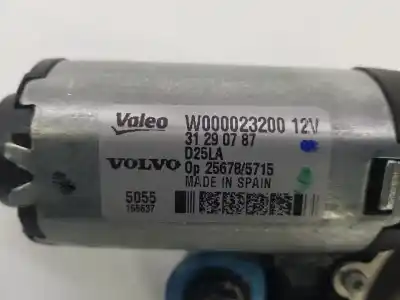 Valeo W000023200 12V
31 29 07 87
D25LA
VOLVO Op 25678/5715
MADE IN SPAIN
5055